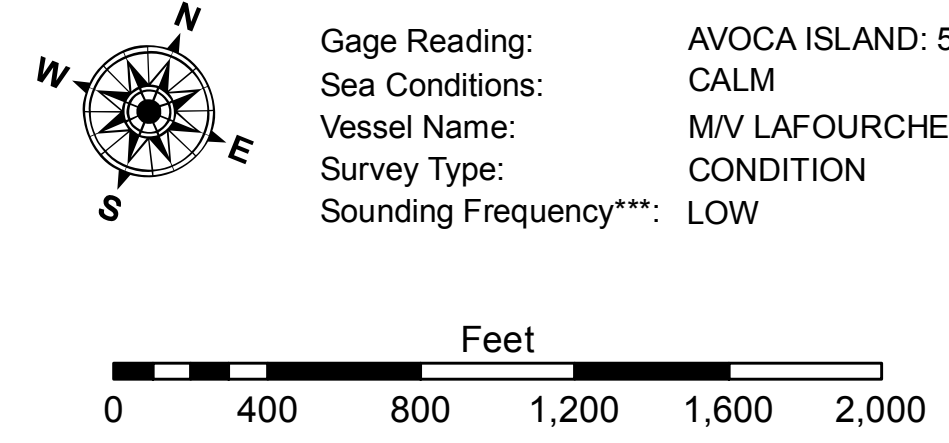 N
W
E
S
Gage Reading: AVOCA ISLAND: 5
Sea Conditions: CALM
Vessel Name: M/V LAFOURCHE
Survey Type: CONDITION
Sounding Frequency***: LOW
Feet
0 400 800 1,200 1,600 2,000